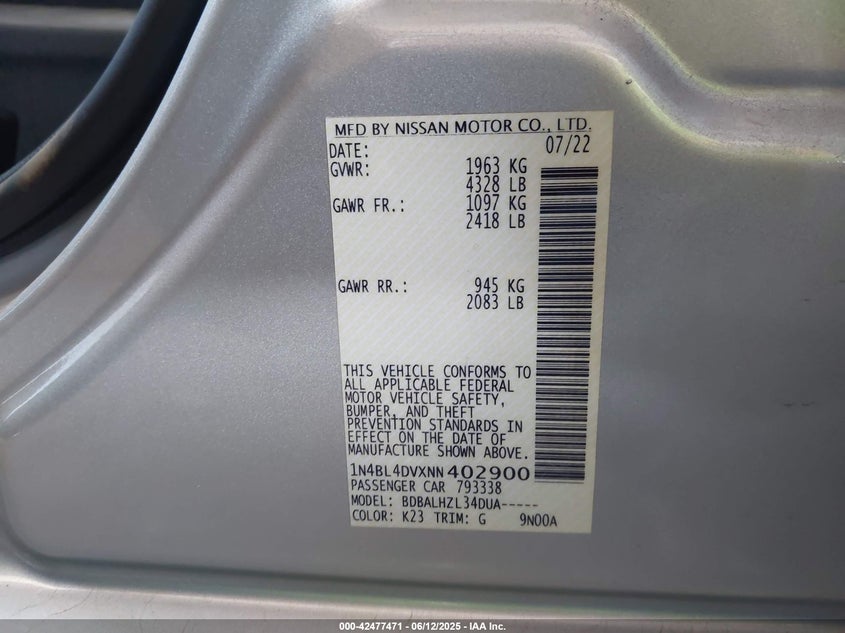 MFD BY NISSAN MOTOR CO., LTD.
DATE: 07/22
GVWR: 1963 KG
4328 LB
GAWR FR.: 1097 KG
2418 LB
GAWR RR.: 945 KG
2083 LB
THIS VEHICLE CONFORMS TO
ALL APPLICABLE FEDERAL
MOTOR VEHICLE SAFETY,
BUMPER, AND THEFT
PREVENTION STANDARDS IN
EFFECT ON THE DATE OF
MANUFACTURE SHOWN ABOVE.
1N4BL4DVXNN402900
PASSENGER CAR 793338
MODEL: BDBALHZL34DUA-----
COLOR: K23 TRIM: G 9N00A
000-42477471 - 06/12/2025 - IAA Inc.